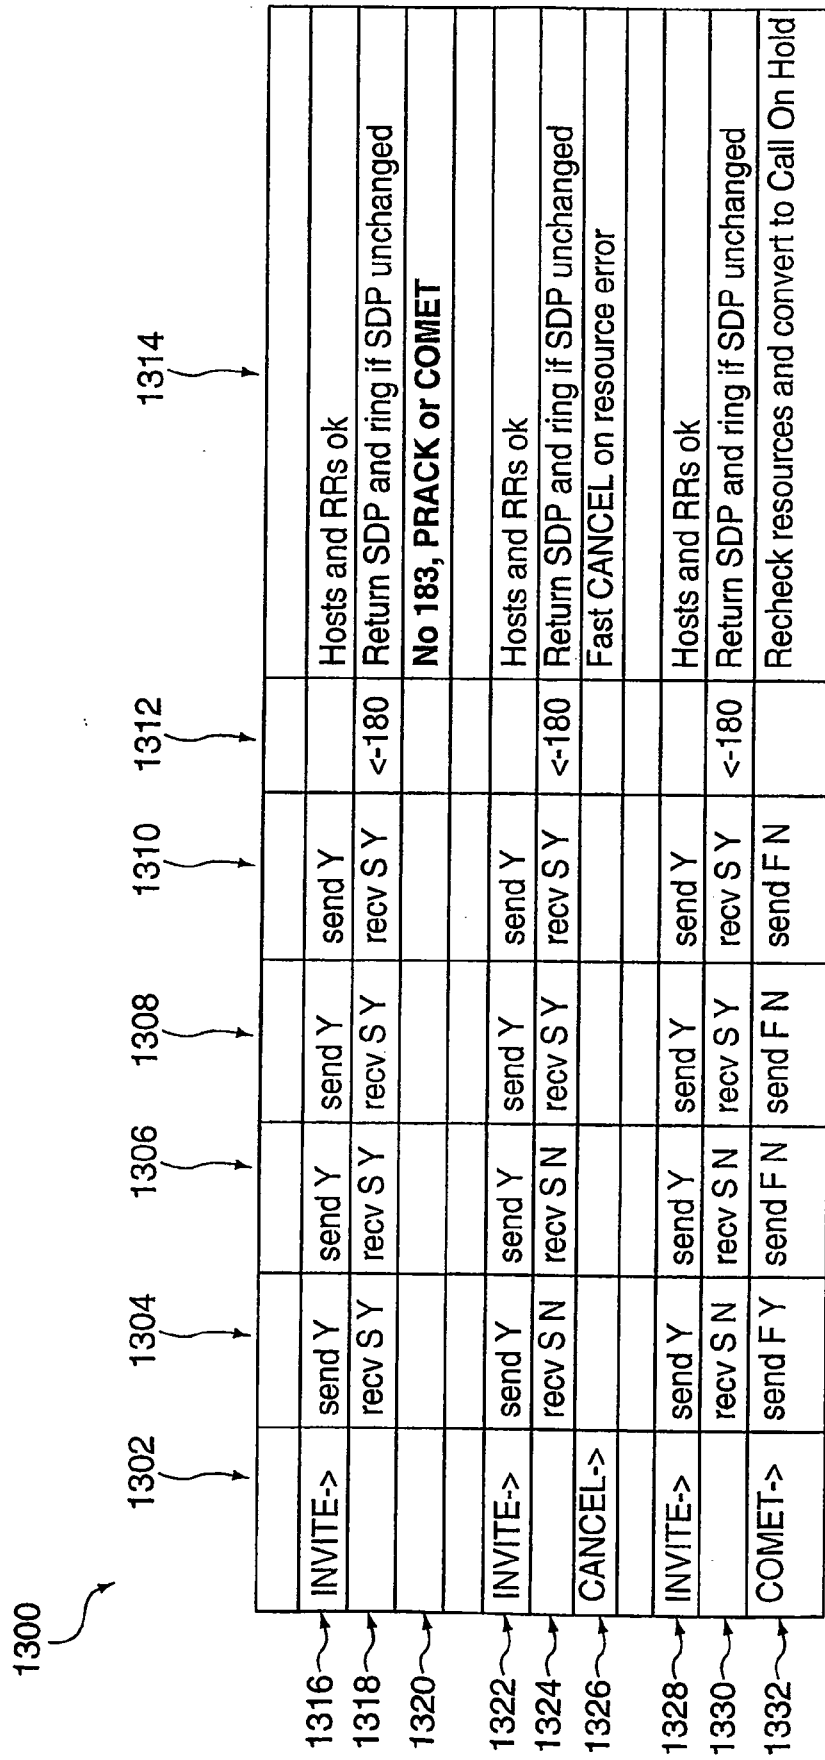 1300
1302 1304 1306 1308 1310 1312 1314
1316 INVITE-> send Y send Y send Y send Y Hosts and RRs ok
1318 recv S Y recv S Y recv S Y recv S Y <-180 Return SDP and ring if SDP unchanged
1320 No 183, PRACK or COMET
1322 INVITE-> send Y send Y send Y send Y Hosts and RRs ok
1324 recv S N recv S N recv S Y recv S Y <-180 Return SDP and ring if SDP unchanged
1326 CANCEL-> Fast CANCEL on resource error
1328 INVITE-> send Y send Y send Y send Y Hosts and RRs ok
1330 recv S N recv S N recv S Y recv S Y <-180 Return SDP and ring if SDP unchanged
1332 COMET-> send F Y send F N send F N send F N Recheck resources and convert to Call On Hold